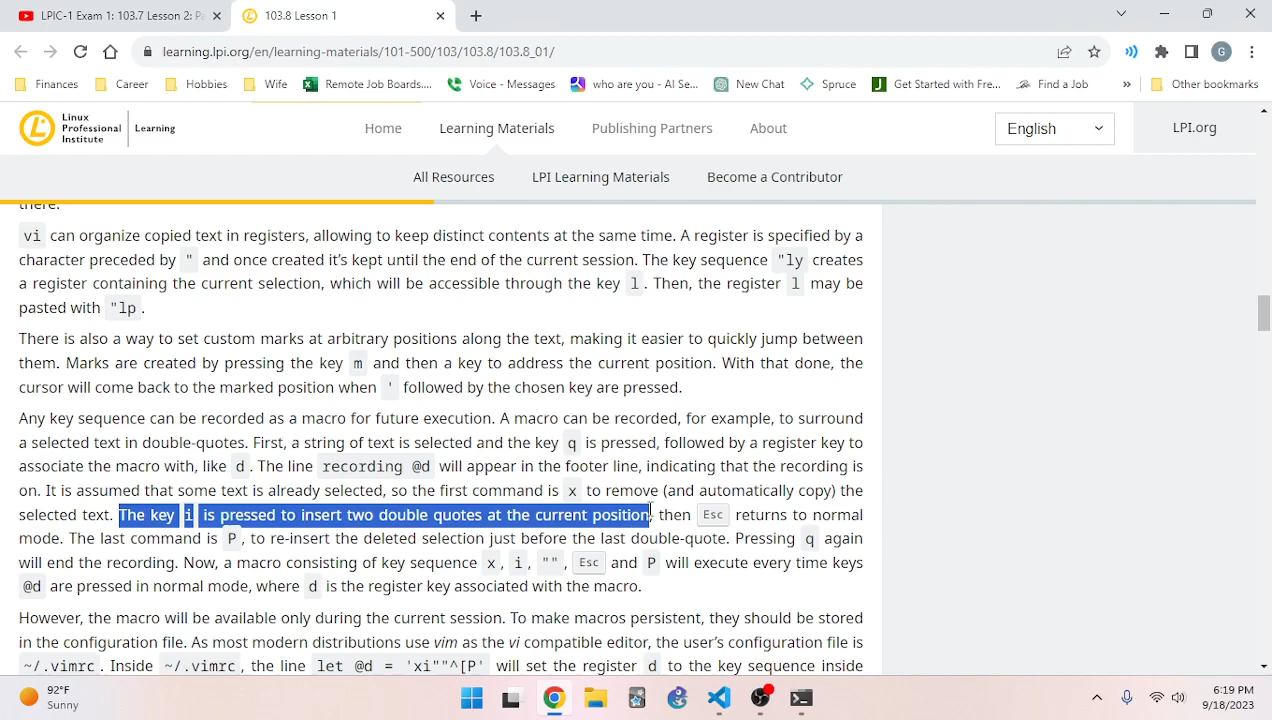 LPIC-1 Exam 1: 103.7 Lesson 2: Pa
103.8 Lesson 1
learning.lpi.org/en/learning-materials/101-500/103/103.8/103.8_01/
G
Finances
Career
Hobbies
Wife
Remote Job Boards....
Voice - Messages
who are you - AI Se...
New Chat
Spruce
Get Started with Fre...
Find a Job
»
Other bookmarks
Linux
Professional
Institute
Learning
Home
Learning Materials
Publishing Partners
About
English
LPI.org
All Resources
LPI Learning Materials
Become a Contributor
there.
vi can organize copied text in registers, allowing to keep distinct contents at the same time. A register is specified by a
character preceded by " and once created it's kept until the end of the current session. The key sequence "ly creates
a register containing the current selection, which will be accessible through the key l. Then, the register l may be
pasted with "lp.
There is also a way to set custom marks at arbitrary positions along the text, making it easier to quickly jump between
them. Marks are created by pressing the key m and then a key to address the current position. With that done, the
cursor will come back to the marked position when ' followed by the chosen key are pressed.
Any key sequence can be recorded as a macro for future execution. A macro can be recorded, for example, to surround
a selected text in double-quotes. First, a string of text is selected and the key q is pressed, followed by a register key to
associate the macro with, like d. The line recording @d will appear in the footer line, indicating that the recording is
on. It is assumed that some text is already selected, so the first command is x to remove (and automatically copy) the
selected text. The key i is pressed to insert two double quotes at the current position, then Esc returns to normal
mode. The last command is P, to re-insert the deleted selection just before the last double-quote. Pressing q again
will end the recording. Now, a macro consisting of key sequence x, i, "", Esc and P will execute every time keys
@d are pressed in normal mode, where d is the register key associated with the macro.
However, the macro will be available only during the current session. To make macros persistent, they should be stored
in the configuration file. As most modern distributions use vim as the vi compatible editor, the user's configuration file is
~/.vimrc. Inside ~/.vimrc, the line let @d = 'xi""^[P' will set the register d to the key sequence inside
92°F
Sunny
6:19 PM
9/18/2023